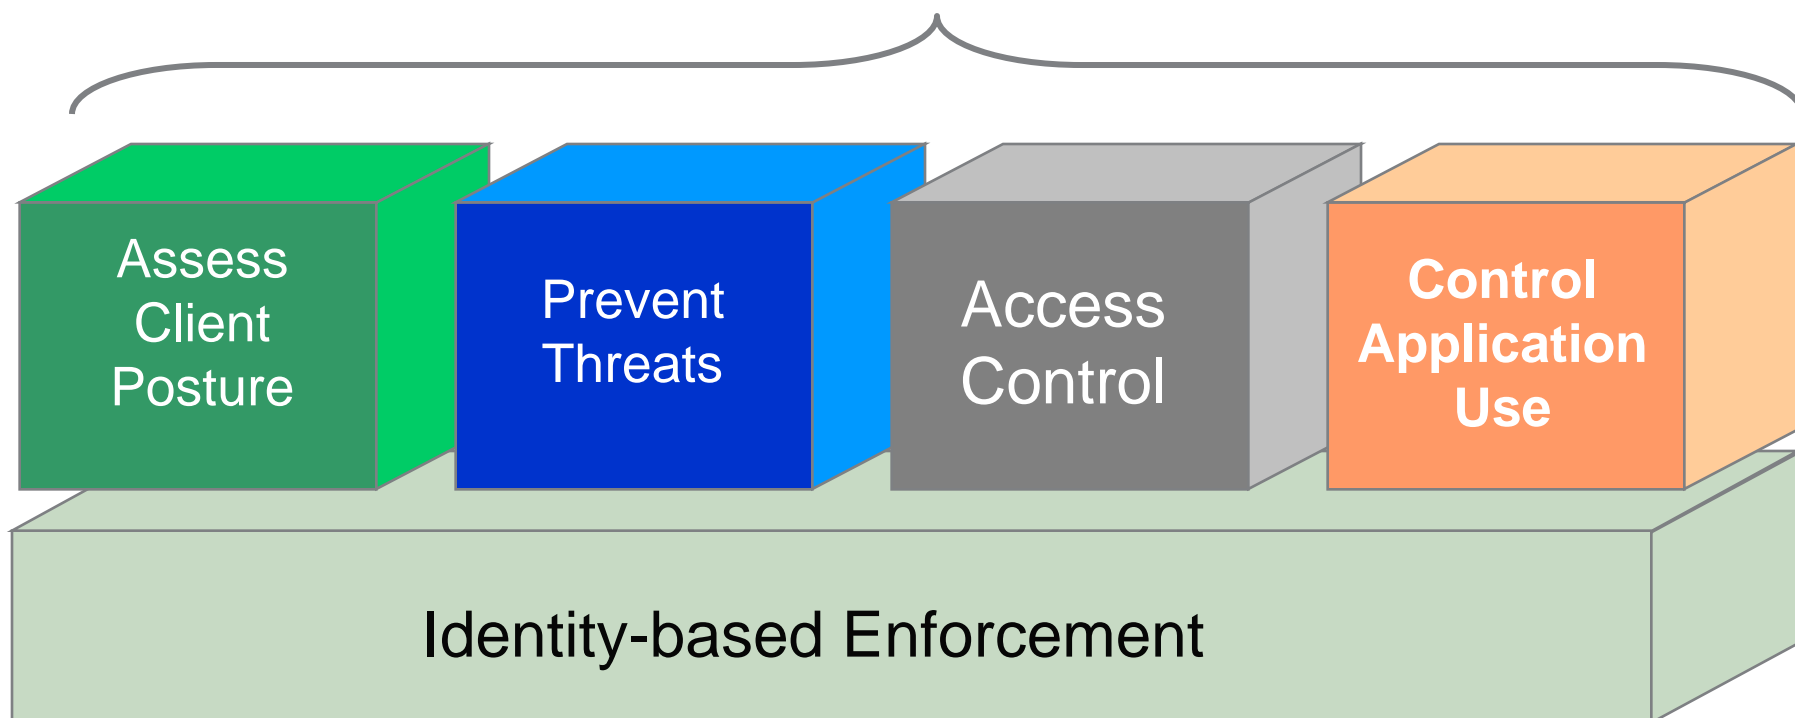 Assess
Client
Posture
Prevent
Threats
Access
Control
Control
Application
Use
Identity-based Enforcement